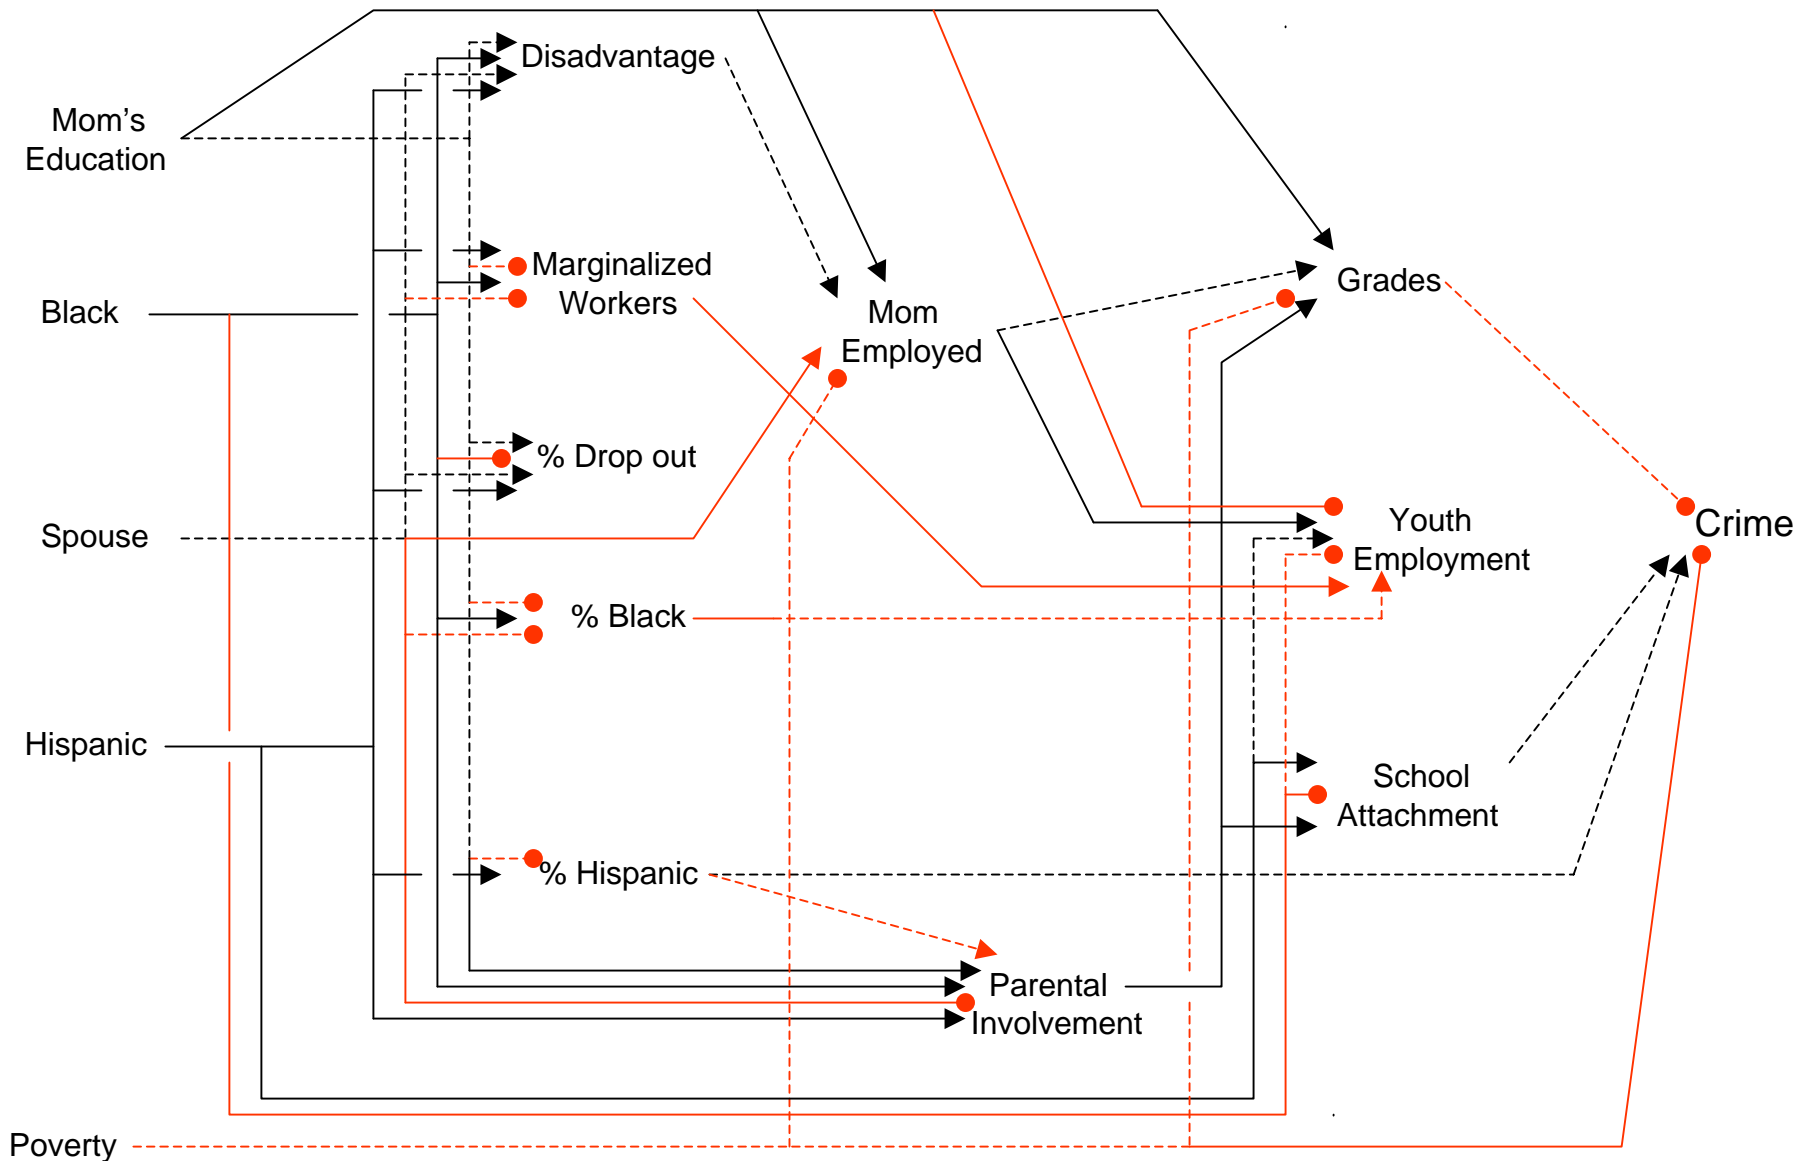 Disadvantage
Mom's
Education
Marginalized
Workers
Grades
Black
Mom
Employed
% Drop out
Youth
Employment
Crime
Spouse
% Black
Hispanic
School
Attachment
% Hispanic
Parental
Involvement
Poverty